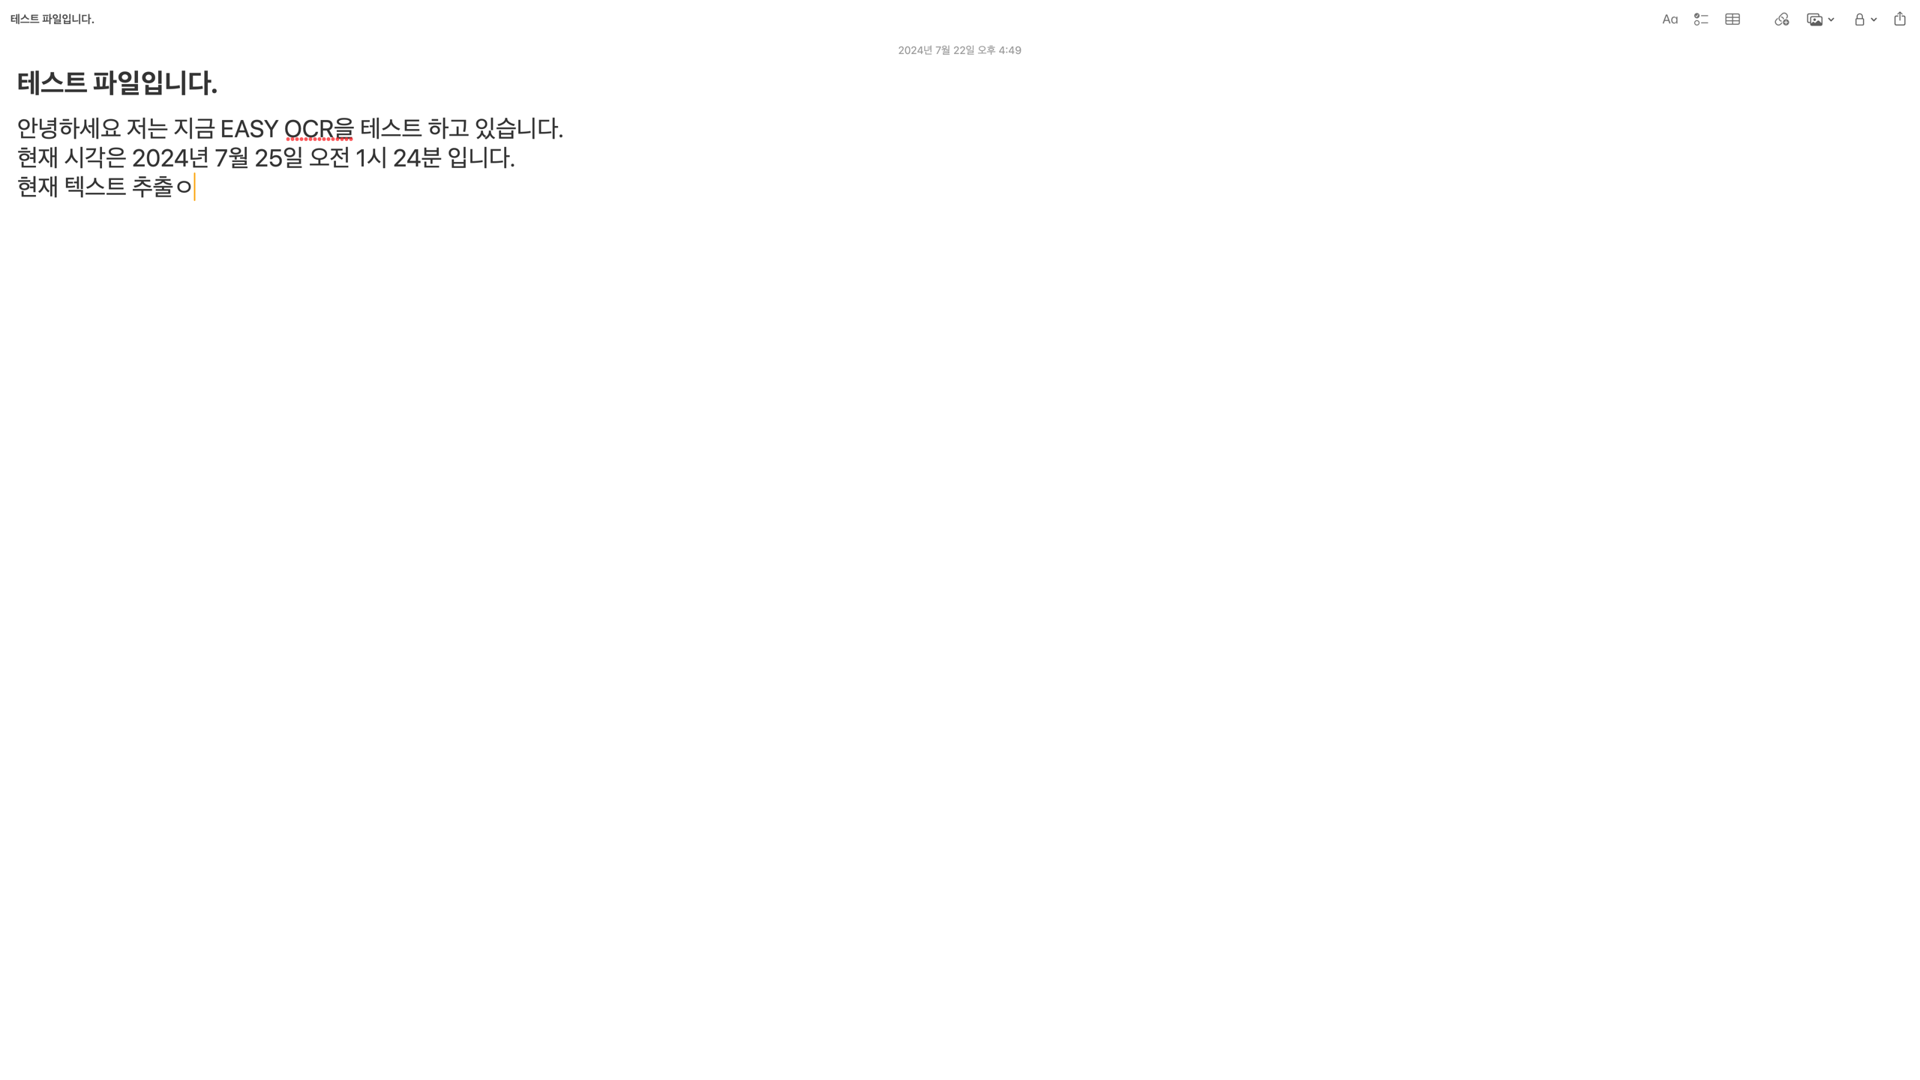 테스트 파일입니다.
Aa
2024년 7월 22일 오후 4:49
테스트 파일입니다.
안녕하세요 저는 지금 EASY OCR을 테스트 하고 있습니다.
현재 시각은 2024년 7월 25일 오전 1시 24분 입니다.
현재 텍스트 추출ㅇ